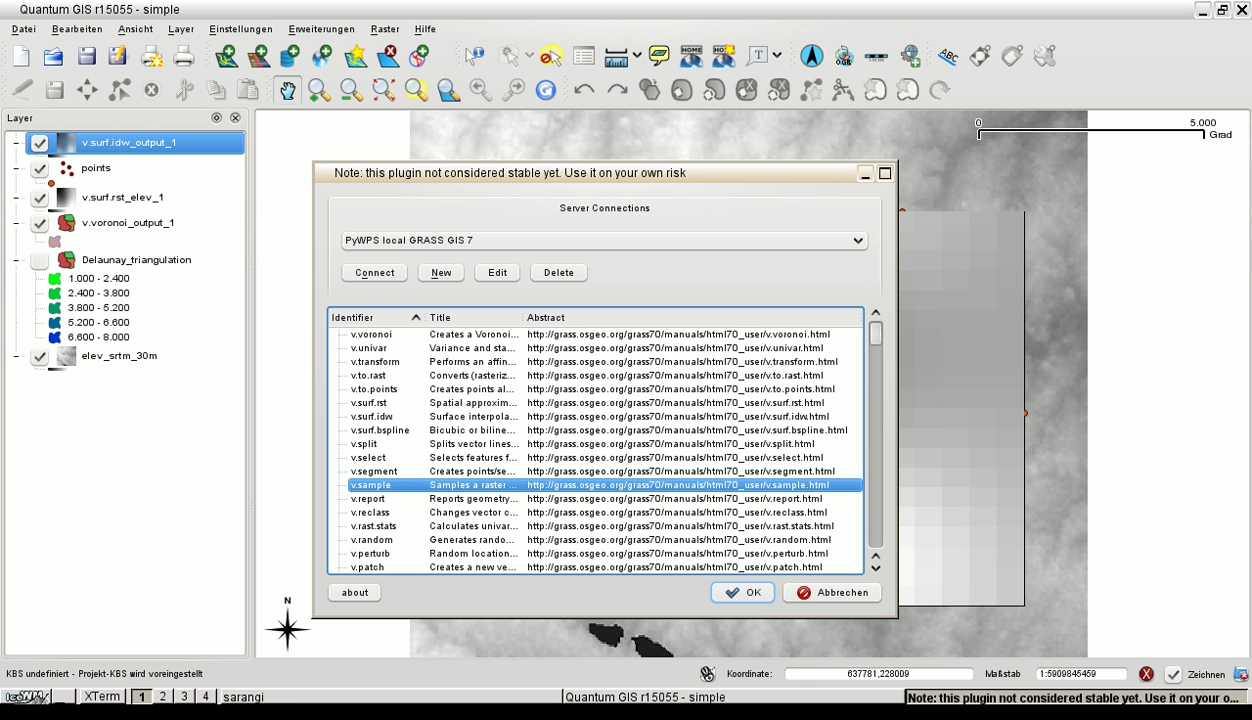 Quantum GIS r15055 - simple
Datei Bearbeiten Ansicht Layer Einstellungen Erweiterungen Raster Hilfe
Layer
v.surf.idw_output_1
points
v.surf.rst_elev_1
v.voronoi_output_1
Delaunay_triangulation
1.000 - 2.400
2.400 - 3.800
3.800 - 5.200
5.200 - 6.600
6.600 - 8.000
elev_srtm_30m
0 5.000
Grad
Note: this plugin not considered stable yet. Use it on your own risk
Server Connections
PyWPS local GRASS GIS 7
Connect New Edit Delete
Identifier Title Abstract
v.voronoi Creates a Voronoi... http://grass.osgeo.org/grass70/manuals/html70_user/v.voronoi.html
v.univar Variance and sta... http://grass.osgeo.org/grass70/manuals/html70_user/v.univar.html
v.transform Performs an affin... http://grass.osgeo.org/grass70/manuals/html70_user/v.transform.html
v.to.rast Converts (rasteriz... http://grass.osgeo.org/grass70/manuals/html70_user/v.to.rast.html
v.to.points Creates points al... http://grass.osgeo.org/grass70/manuals/html70_user/v.to.points.html
v.surf.rst Spatial approxim... http://grass.osgeo.org/grass70/manuals/html70_user/v.surf.rst.html
v.surf.idw Surface interpola... http://grass.osgeo.org/grass70/manuals/html70_user/v.surf.idw.html
v.surf.bspline Bicubic or biline... http://grass.osgeo.org/grass70/manuals/html70_user/v.surf.bspline.html
v.split Splits vector lines... http://grass.osgeo.org/grass70/manuals/html70_user/v.split.html
v.select Selects features f... http://grass.osgeo.org/grass70/manuals/html70_user/v.select.html
v.segment Creates points/se... http://grass.osgeo.org/grass70/manuals/html70_user/v.segment.html
v.sample Samples a raster ... http://grass.osgeo.org/grass70/manuals/html70_user/v.sample.html
v.report Reports geometry... http://grass.osgeo.org/grass70/manuals/html70_user/v.report.html
v.reclass Changes vector c... http://grass.osgeo.org/grass70/manuals/html70_user/v.reclass.html
v.rast.stats Calculates univar... http://grass.osgeo.org/grass70/manuals/html70_user/v.rast.stats.html
v.random Generates rando... http://grass.osgeo.org/grass70/manuals/html70_user/v.random.html
v.perturb Random location... http://grass.osgeo.org/grass70/manuals/html70_user/v.perturb.html
v.patch Creates a new ve... http://grass.osgeo.org/grass70/manuals/html70_user/v.patch.html
about OK Abbrechen
N
KBS undefiniert - Projekt-KBS wird voreingestellt Koordinate: 637781,228009 Maßstab 1:5909845459 Zeichnen
XTerm 1 2 3 4 sarangi Quantum GIS r15055 - simple Note: this plugin not considered stable yet. Use it on your o...